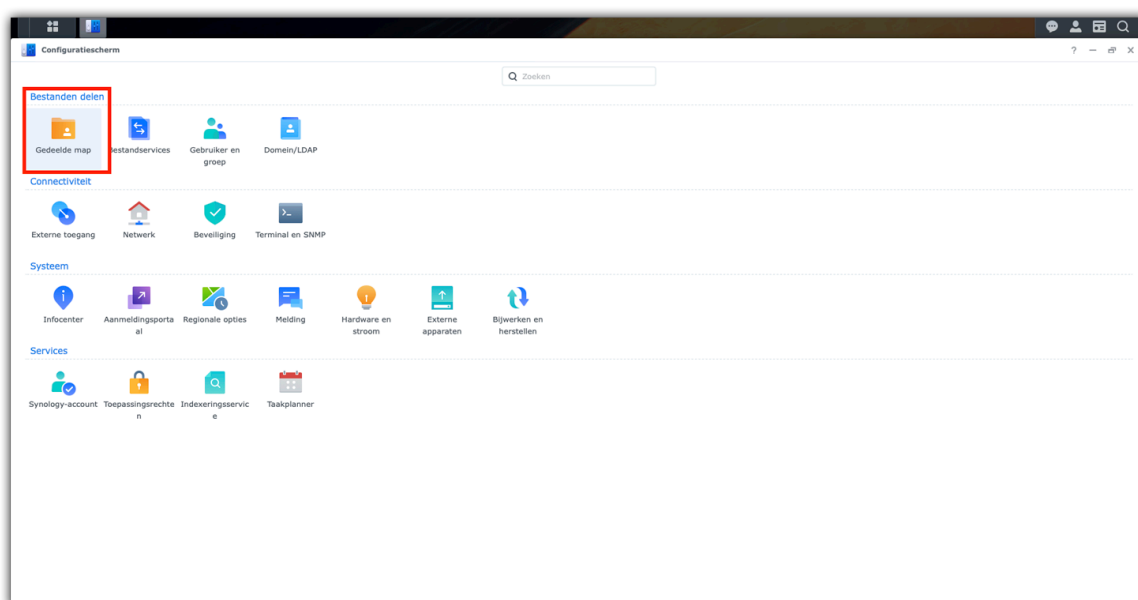 Configuratiescherm
Zoeken
Bestanden delen
Gedeelde map
Bestandservices
Gebruiker en
groep
Domein/LDAP
Connectiviteit
Externe toegang
Netwerk
Beveiliging
Terminal en SNMP
Systeem
Infocenter
Aanmeldingsporta
al
Regionale opties
Melding
Hardware en
stroom
Externe
apparaten
Bijwerken en
herstellen
Services
Synology-account
Toepassingsrechte
n
Indexeringsservic
e
Taakplanner